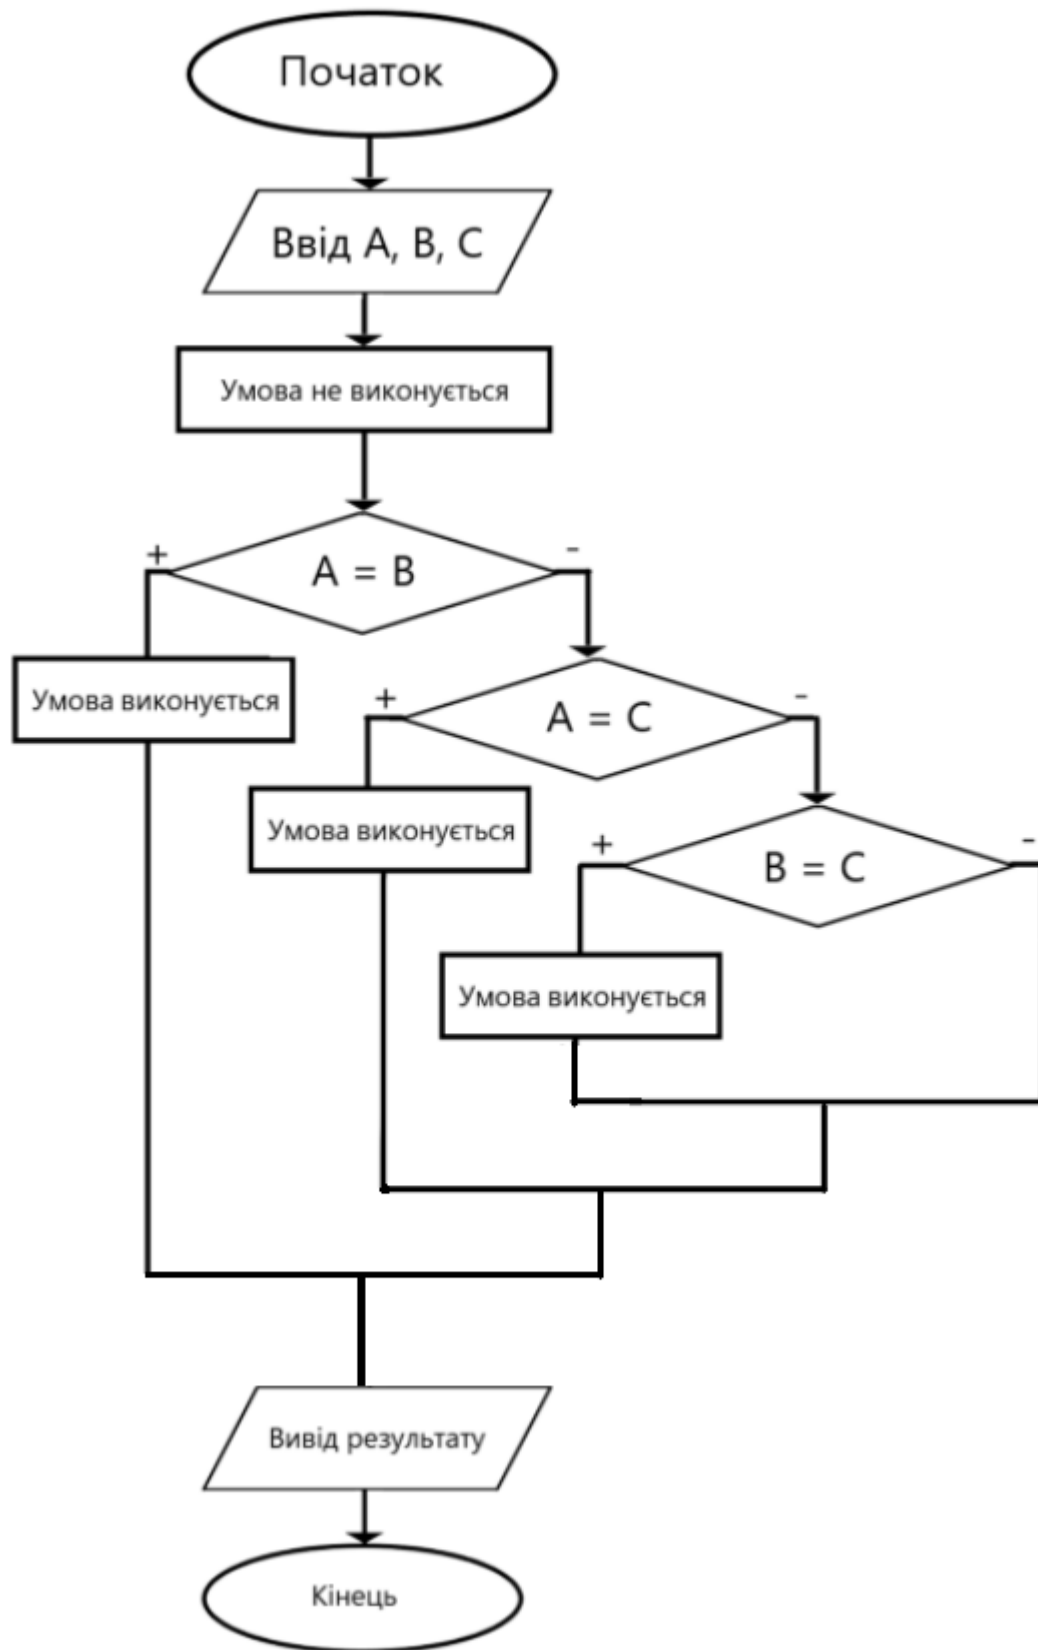 Початок
Ввід A, B, C
Умова не виконується
+
-
A = B
Умова виконується
+
-
A = C
Умова виконується
+
-
B = C
Умова виконується
Вивід результату
Кінець